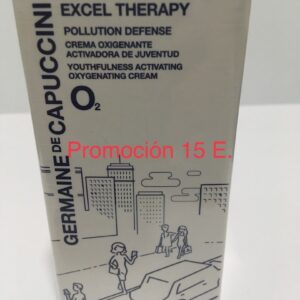 EXCEL THERAPY
POLLUTION DEFENSE
CREMA OXIGENANTE
ACTIVADORA DE JUVENTUD
YOUTHFULNESS ACTIVATING
OXYGENATING CREAM
O2
GERMAINE DE CAPUCCINI
Promoción 15 E.